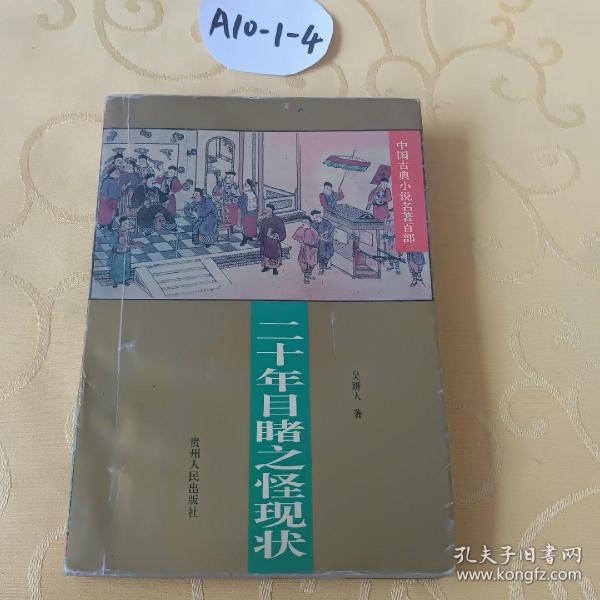 A10-1-4
中国古典小说名著百部
二十年目睹之怪现状
吴趼人 著
贵州人民出版社
孔夫子旧书网
www.kongfz.com